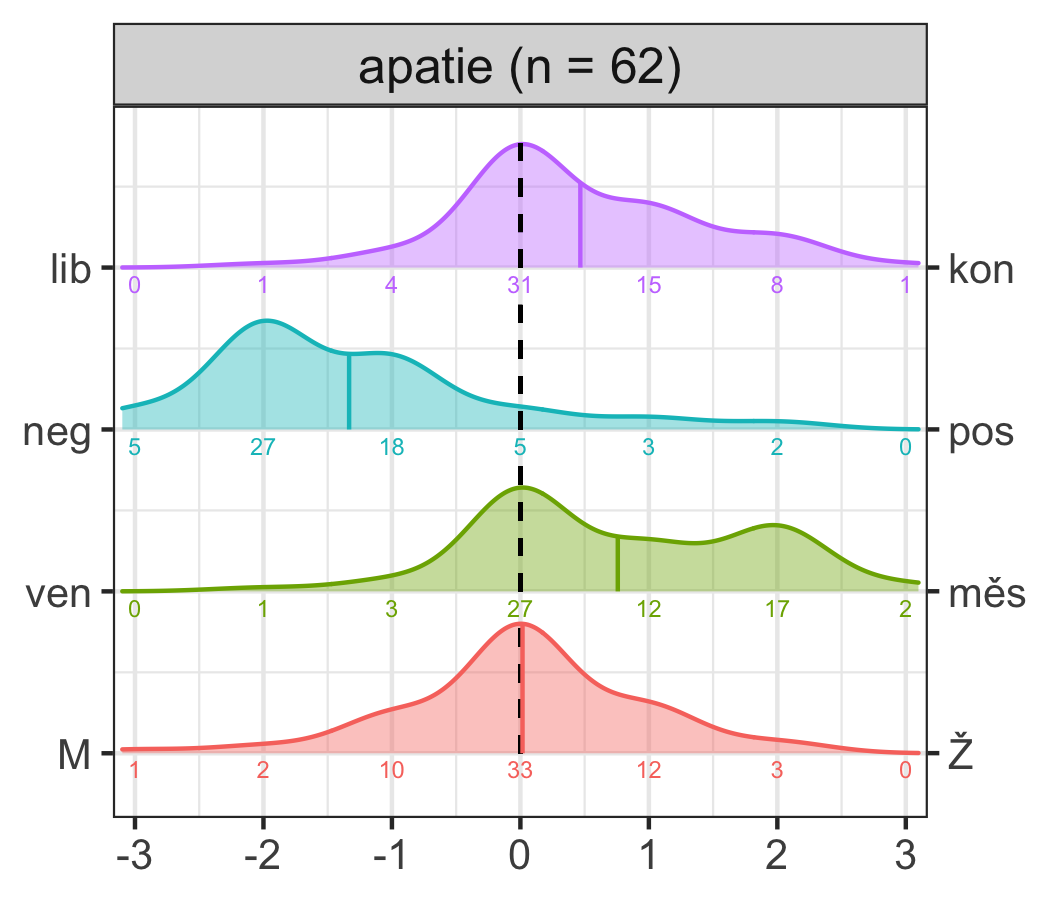 apatie (n = 62)
lib kon
0 1 4 31 15 8 1
neg pos
5 27 18 5 3 2 0
ven měs
0 1 3 27 12 17 2
M Ž
1 2 10 33 12 3 0
-3 -2 -1 0 1 2 3